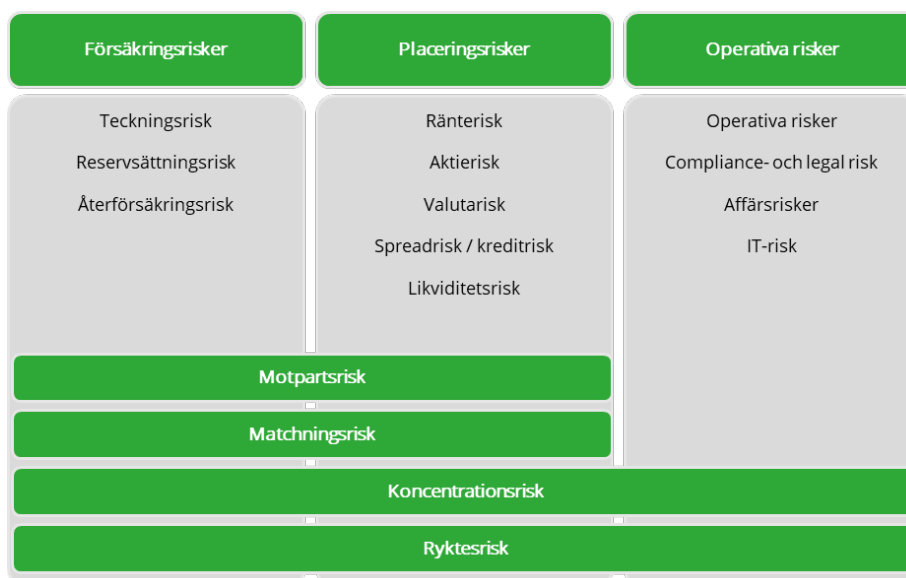 Försäkringsrisker
Placeringsrisker
Operativa risker
Teckningsrisk
Reservsättningsrisk
Återförsäkringsrisk
Ränterisk
Aktierisk
Valutarisk
Spreadrisk / kreditrisk
Likviditetsrisk
Operativa risker
Compliance- och legal risk
Affärsrisker
IT-risk
Motpartsrisk
Matchningsrisk
Koncentrationsrisk
Ryktesrisk